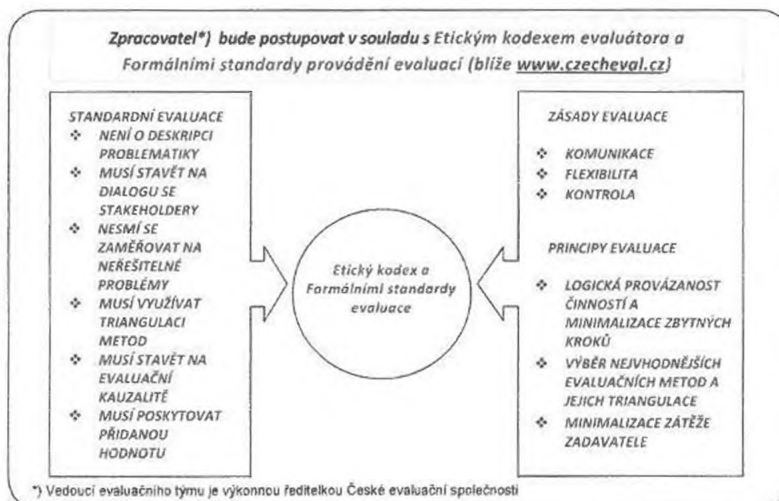 Zpracovatel*) bude postupovat v souladu s Etickým kodexem evaluátora a
Formálními standardy provádění evaluací (blíže www.czecheval.cz)
STANDARDNÍ EVALUACE
❖ NENÍ O DESKRIPCI
PROBLEMATIKY
❖ MUSÍ STAVĚT NA
DIALOGU SE
STAKEHOLDERY
❖ NESMÍ SE
ZAMĚŘOVAT NA
NEŘEŠITELNÉ
PROBLÉMY
❖ MUSÍ VYUŽÍVAT
TRIANGULACI
METOD
❖ MUSÍ STAVĚT NA
EVALUAČNÍ
KAUZALITĚ
❖ MUSÍ POSKYTOVAT
PŘIDANOU
HODNOTU
Etický kodex a
Formální standardy
evaluace
ZÁSADY EVALUACE
❖ KOMUNIKACE
❖ FLEXIBILITA
❖ KONTROLA
PRINCIPY EVALUACE
❖ LOGICKÁ PROVÁZANOST
ČINNOSTÍ A
MINIMALIZACE ZBYTNÝCH
KROKŮ
❖ VÝBĚR NEJVHODNĚJŠÍCH
EVALUAČNÍCH METOD A
JEJICH TRIANGULACE
❖ MINIMALIZACE ZÁTĚŽE
ZADAVATELE
*) Vedoucí evaluačního týmu je výkonnou ředitelkou České evaluační společnosti